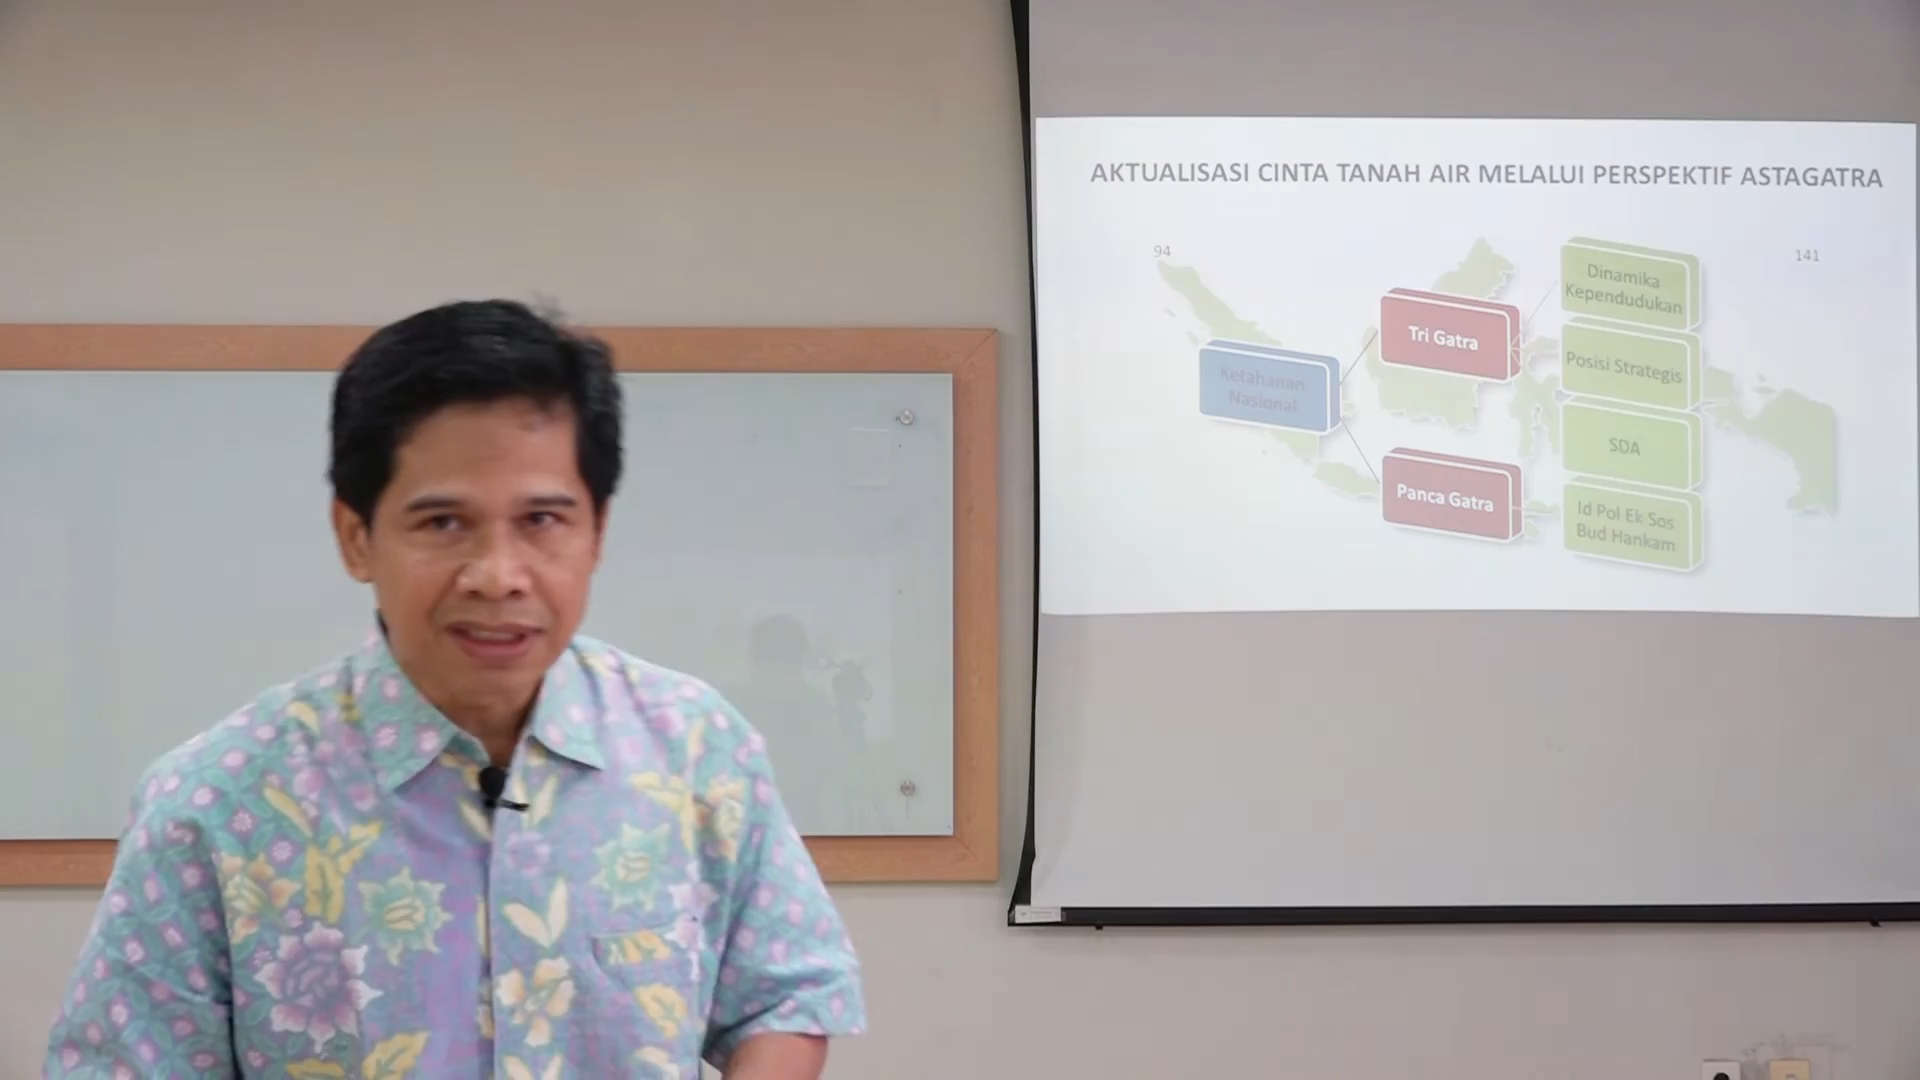 AKTUALISASI CINTA TANAH AIR MELALUI PERSPEKTIF ASTAGATRA
94
141
Ketahanan
Nasional
Tri Gatra
Panca Gatra
Dinamika
Kependudukan
Posisi Strategis
SDA
Id Pol Ek Sos
Bud Hankam